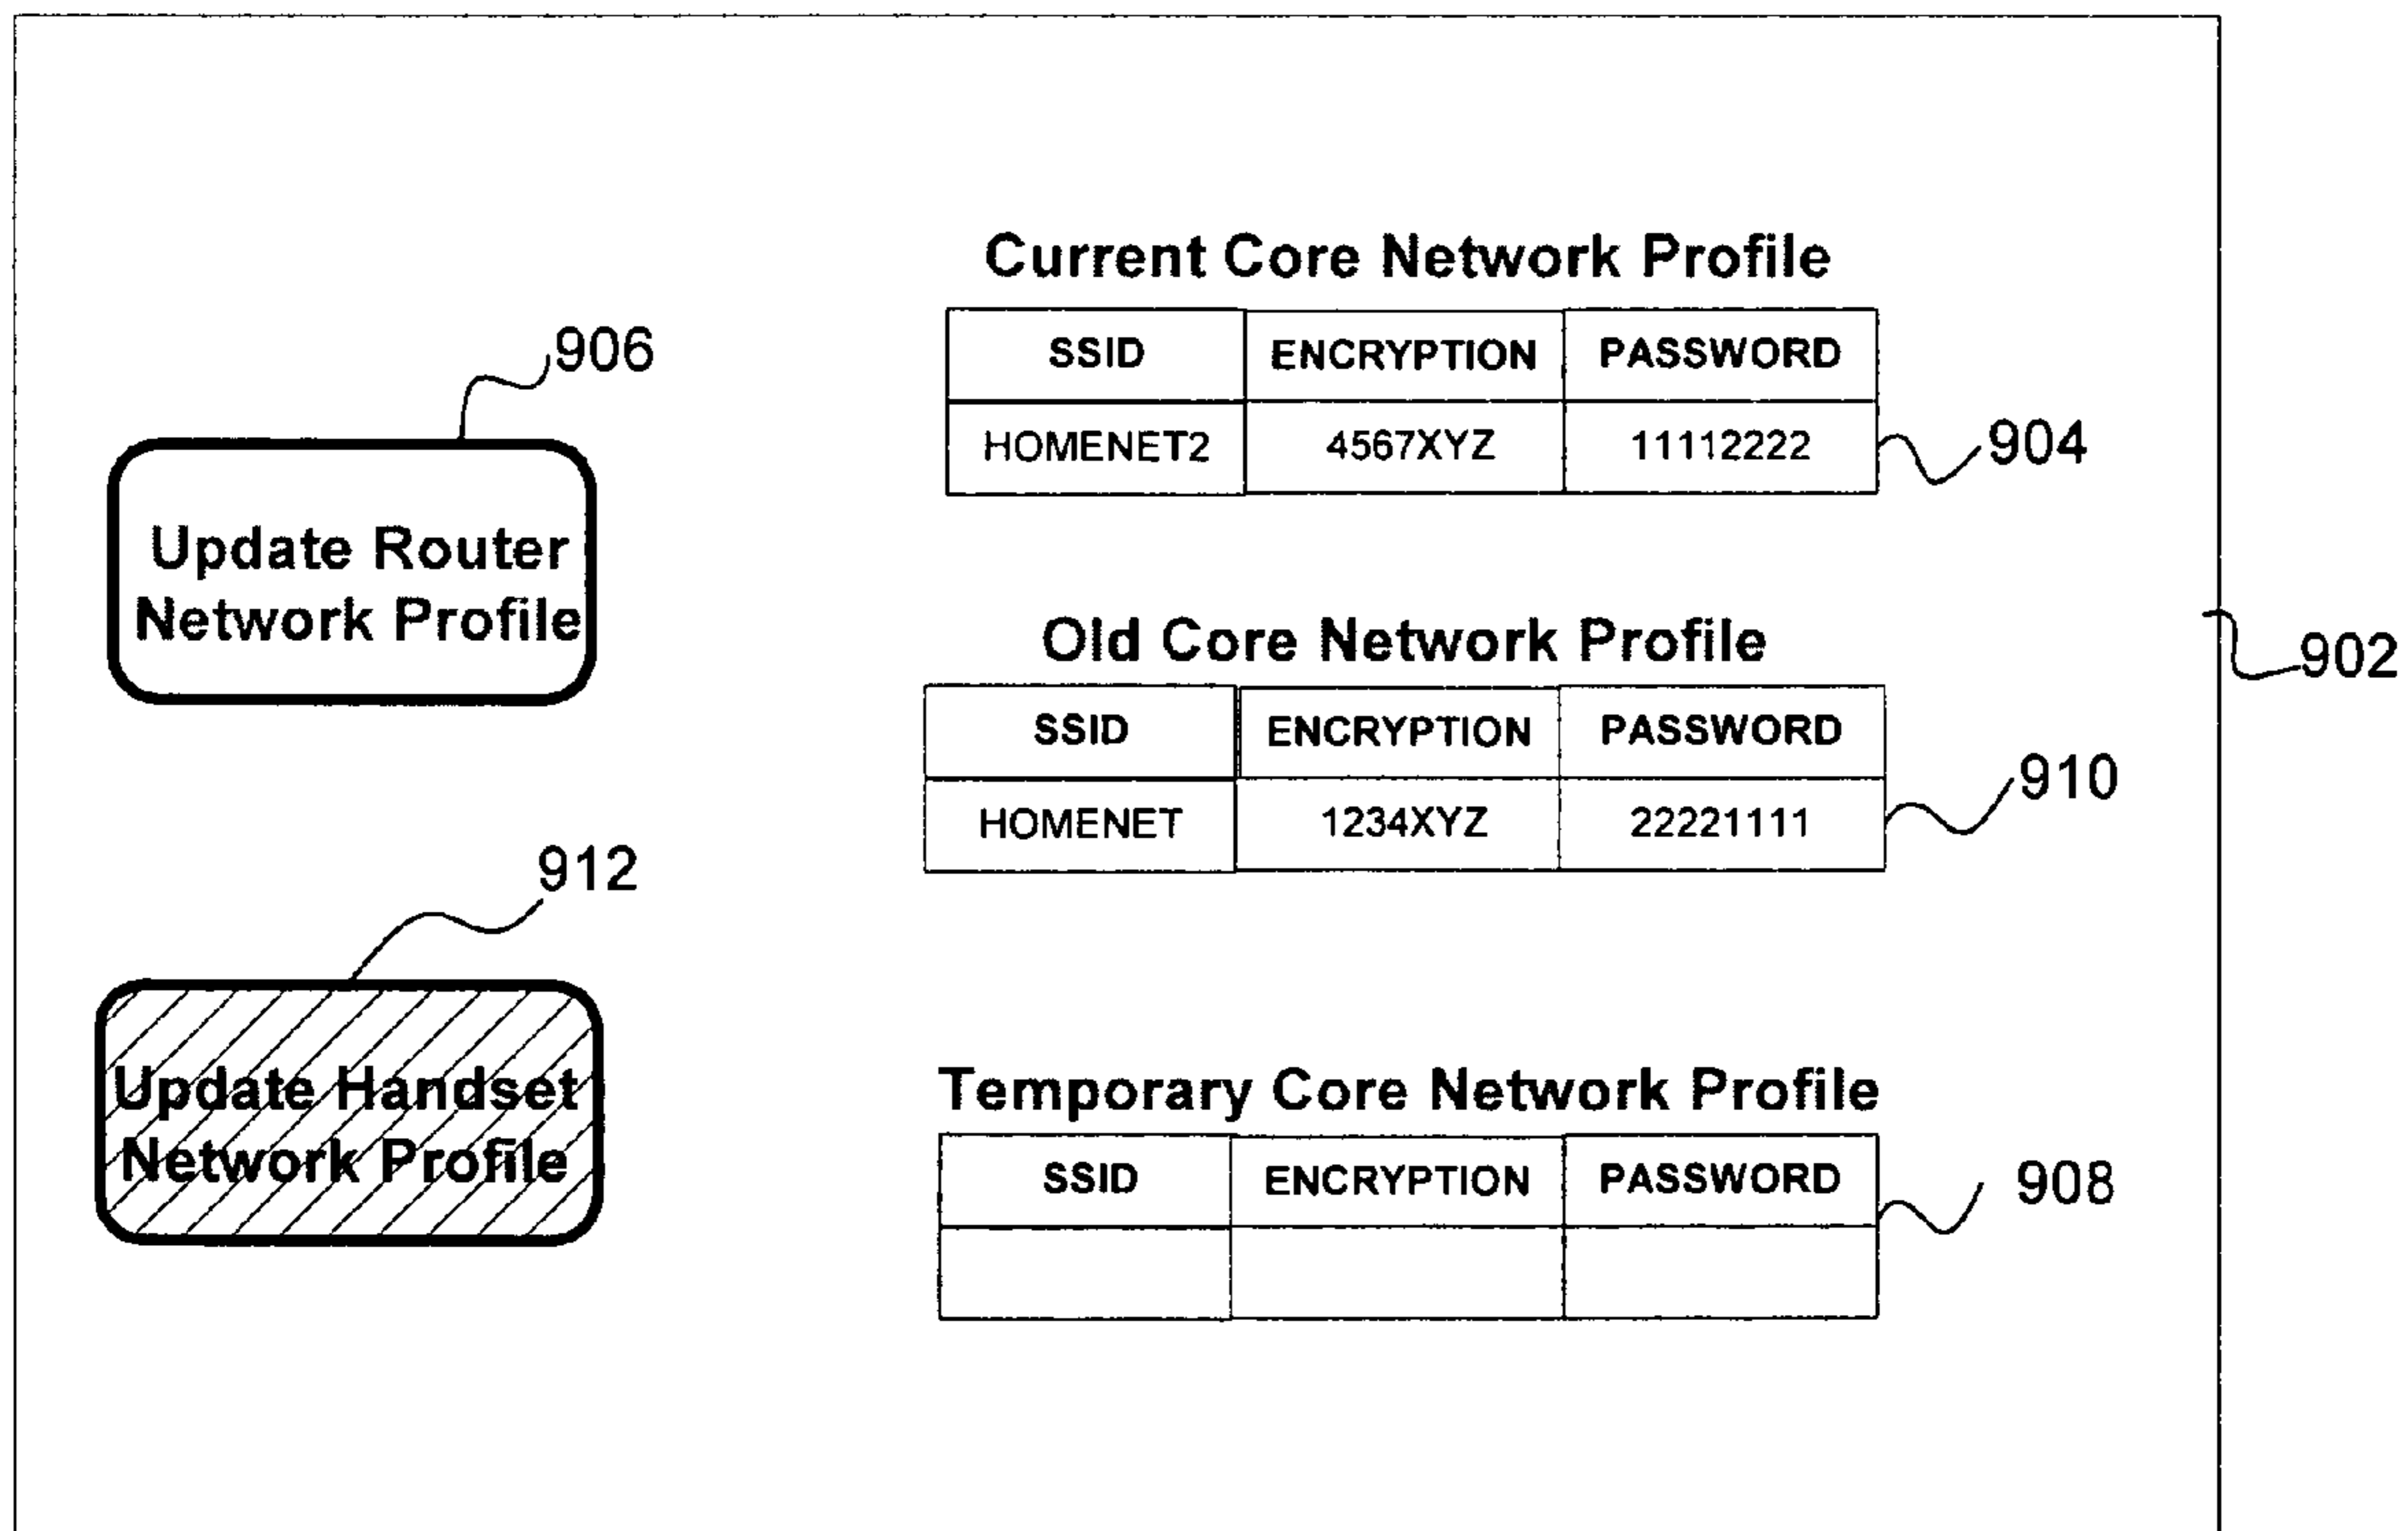 906
Update Router
Network Profile
912
Update Handset
Network Profile
Current Core Network Profile
SSID ENCRYPTION PASSWORD
HOMENET2 4567XYZ 11112222
904
Old Core Network Profile
SSID ENCRYPTION PASSWORD
HOMENET 1234XYZ 22221111
910
902
Temporary Core Network Profile
SSID ENCRYPTION PASSWORD
908